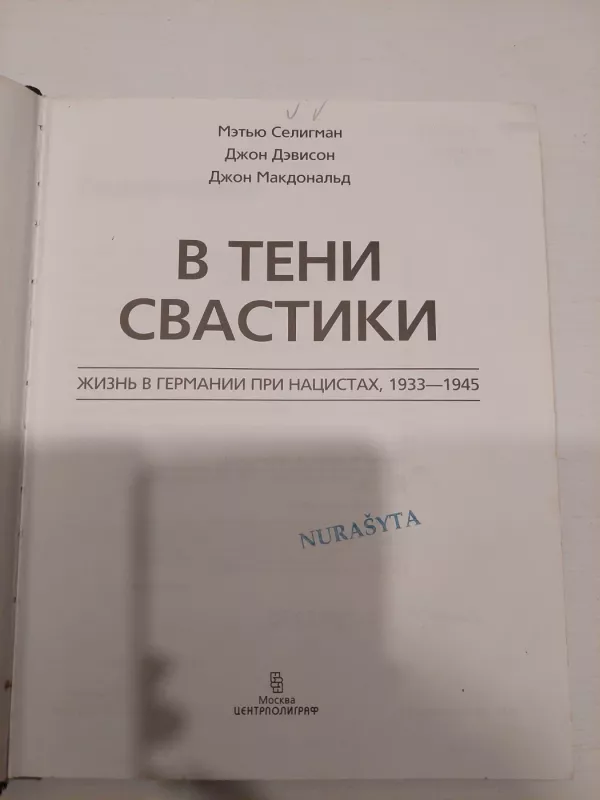 Мэтью Селигман
Джон Дэвисон
Джон Макдональд
В ТЕНИ
СВАСТИКИ
ЖИЗНЬ В ГЕРМАНИИ ПРИ НАЦИСТАХ, 1933—1945
NURAŠYTA
Москва
ЦЕНТРПОЛИГРАФ